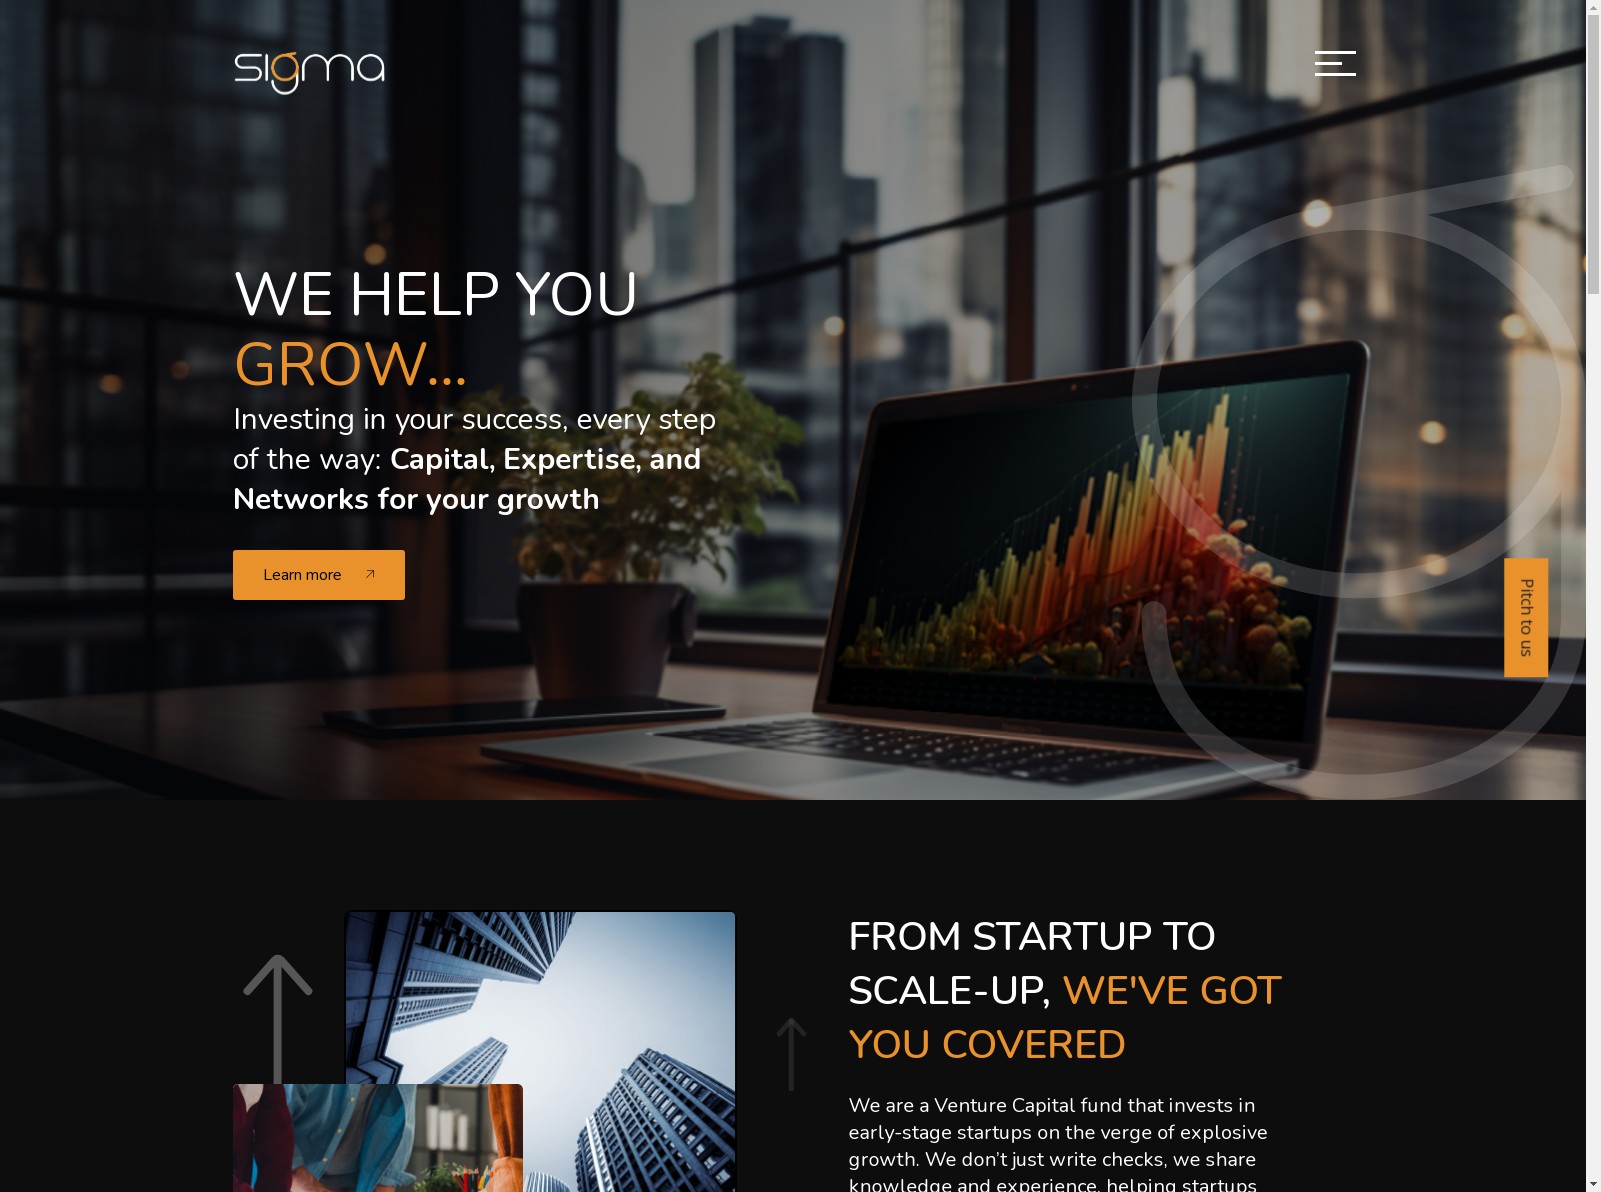 sigma
WE HELP YOU
GROW...
Investing in your success, every step
of the way: Capital, Expertise, and
Networks for your growth
Learn more
Pitch to us
FROM STARTUP TO
SCALE-UP, WE'VE GOT
YOU COVERED
We are a Venture Capital fund that invests in
early-stage startups on the verge of explosive
growth. We don’t just write checks, we share
knowledge and experience, helping startups